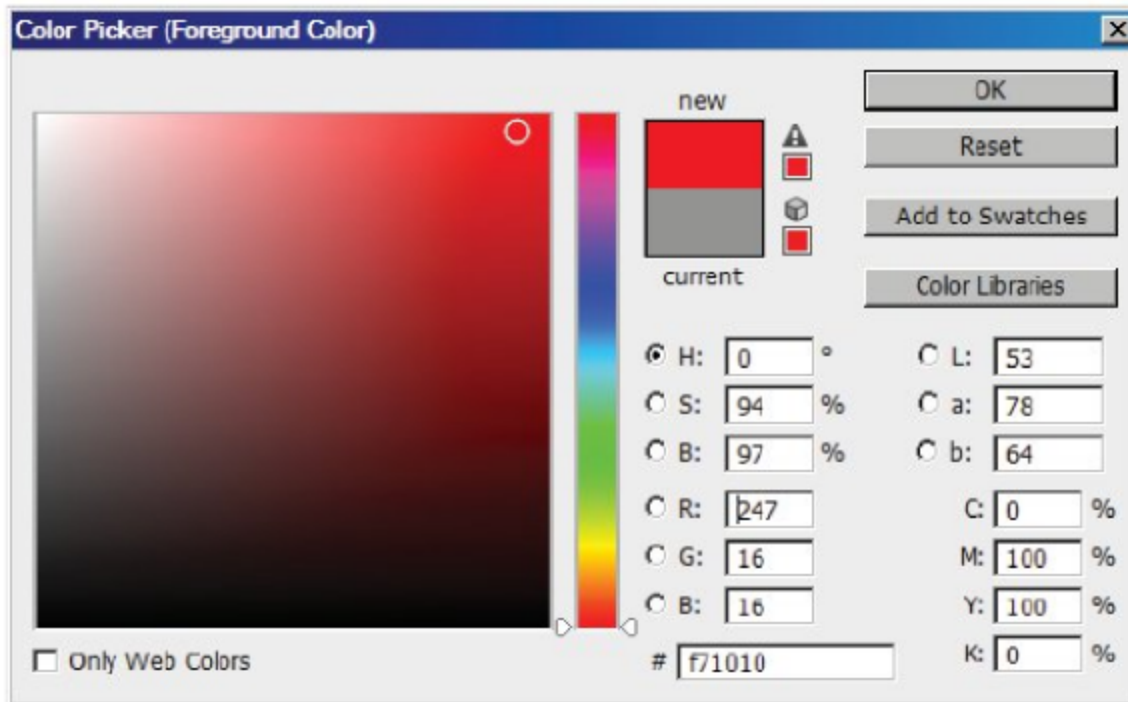 Color Picker (Foreground Color)
new
OK
Reset
Add to Swatches
current
Color Libraries
H: 0 ° L: 53
S: 94 % a: 78
B: 97 % b: 64
R: 247 C: 0 %
G: 16 M: 100 %
B: 16 Y: 100 %
Only Web Colors # f71010 K: 0 %